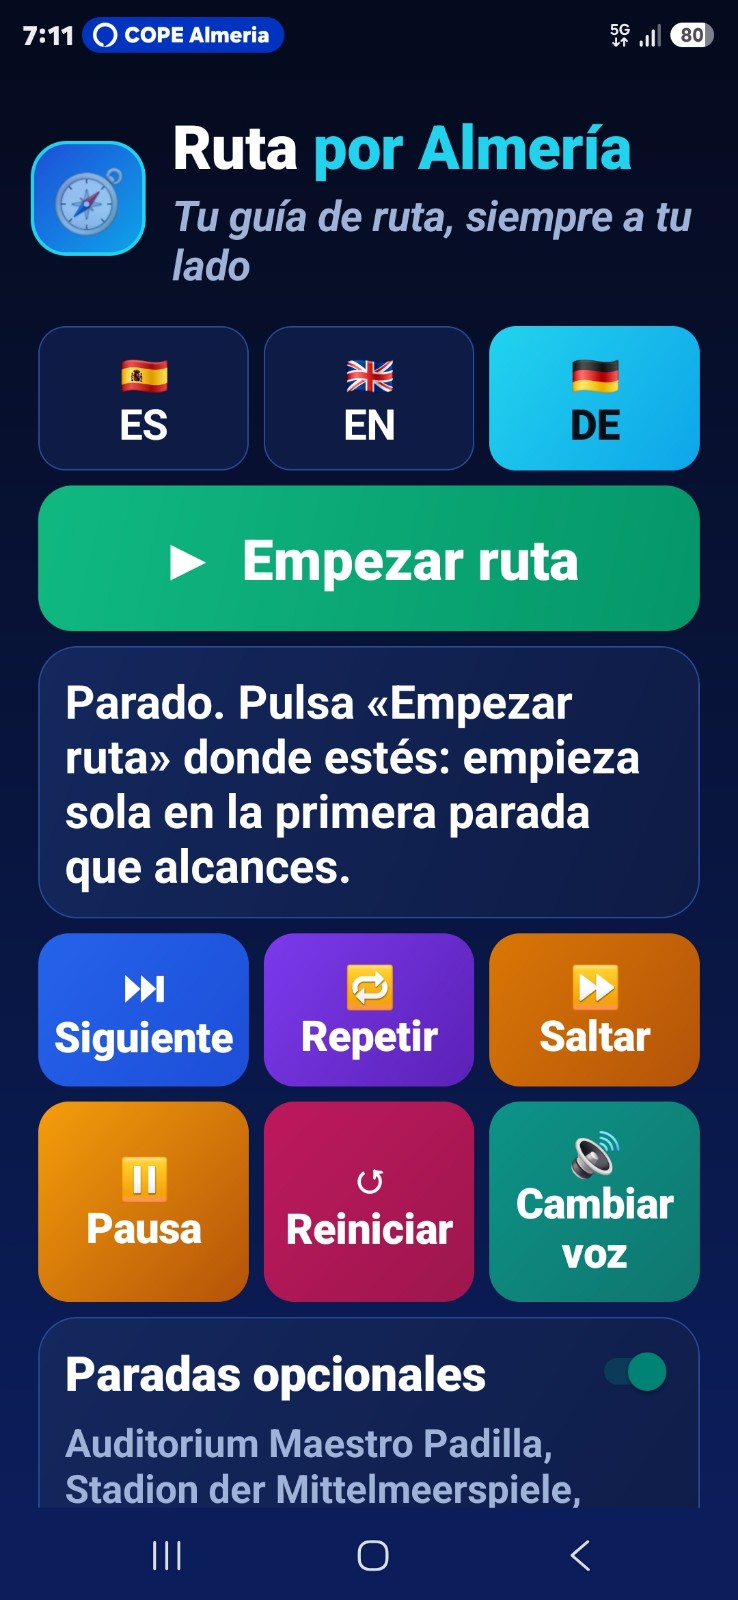 7:11 COPE Almeria 5G 80
Ruta por Almería
Tu guía de ruta, siempre a tu
lado
ES EN DE
Empezar ruta
Parado. Pulsa «Empezar
ruta» donde estés: empieza
sola en la primera parada
que alcances.
Siguiente Repetir Saltar
Pausa Reiniciar Cambiar
voz
Paradas opcionales
Auditorium Maestro Padilla,
Stadion der Mittelmeerspiele,